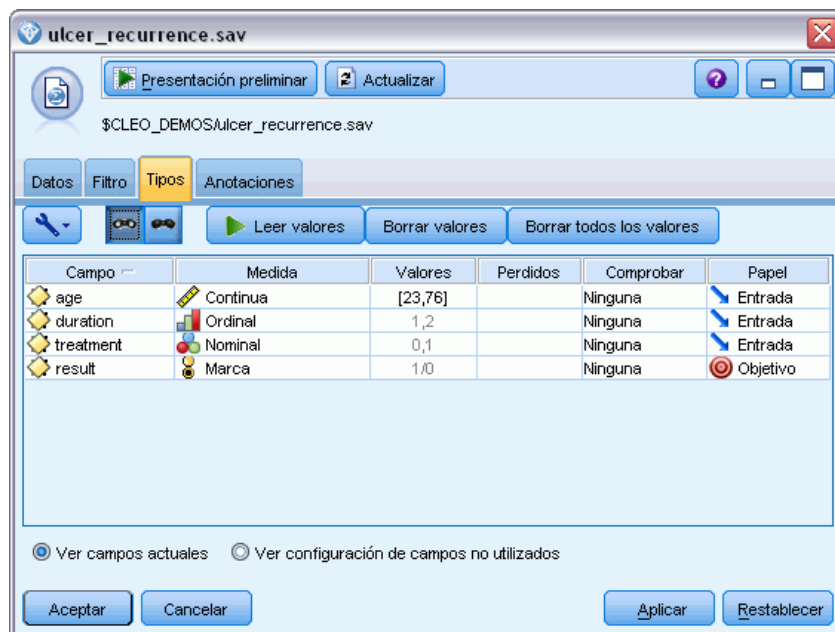 ulcer_recurrence.sav
Presentación preliminar Actualizar
$CLEO_DEMOS/ulcer_recurrence.sav
Datos Filtro Tipos Anotaciones
Leer valores Borrar valores Borrar todos los valores
Campo Medida Valores Perdidos Comprobar Papel
age Continua [23,76] Ninguna Entrada
duration Ordinal 1,2 Ninguna Entrada
treatment Nominal 0,1 Ninguna Entrada
result Marca 1/0 Ninguna Objetivo
Ver campos actuales Ver configuración de campos no utilizados
Aceptar Cancelar Aplicar Restablecer